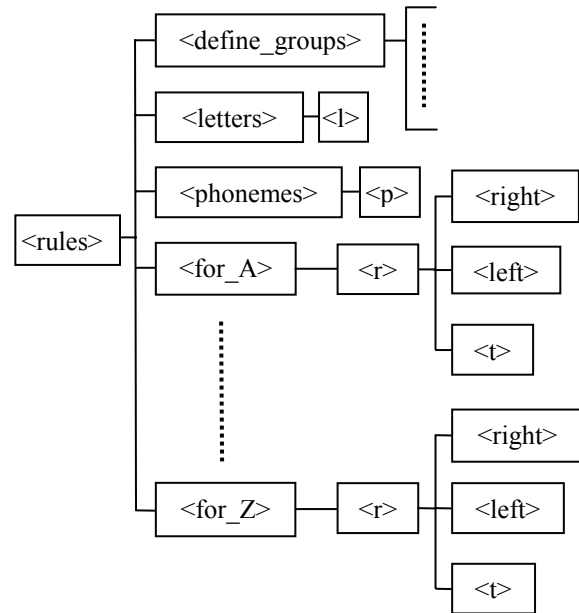 <define_groups>
<letters> <l>
<phonemes> <p>
<right>
<rules>
<for_A> <r>
<left>
<t>
<right>
<for_Z> <r> <left>
<t>